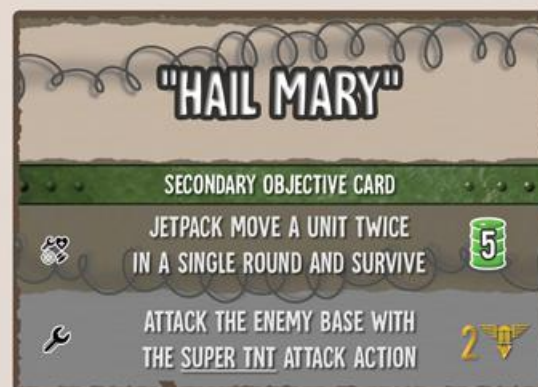 "HAIL MARY"
SECONDARY OBJECTIVE CARD
JETPACK MOVE A UNIT TWICE
IN A SINGLE ROUND AND SURVIVE
5
ATTACK THE ENEMY BASE WITH
THE SUPER TNT ATTACK ACTION
2